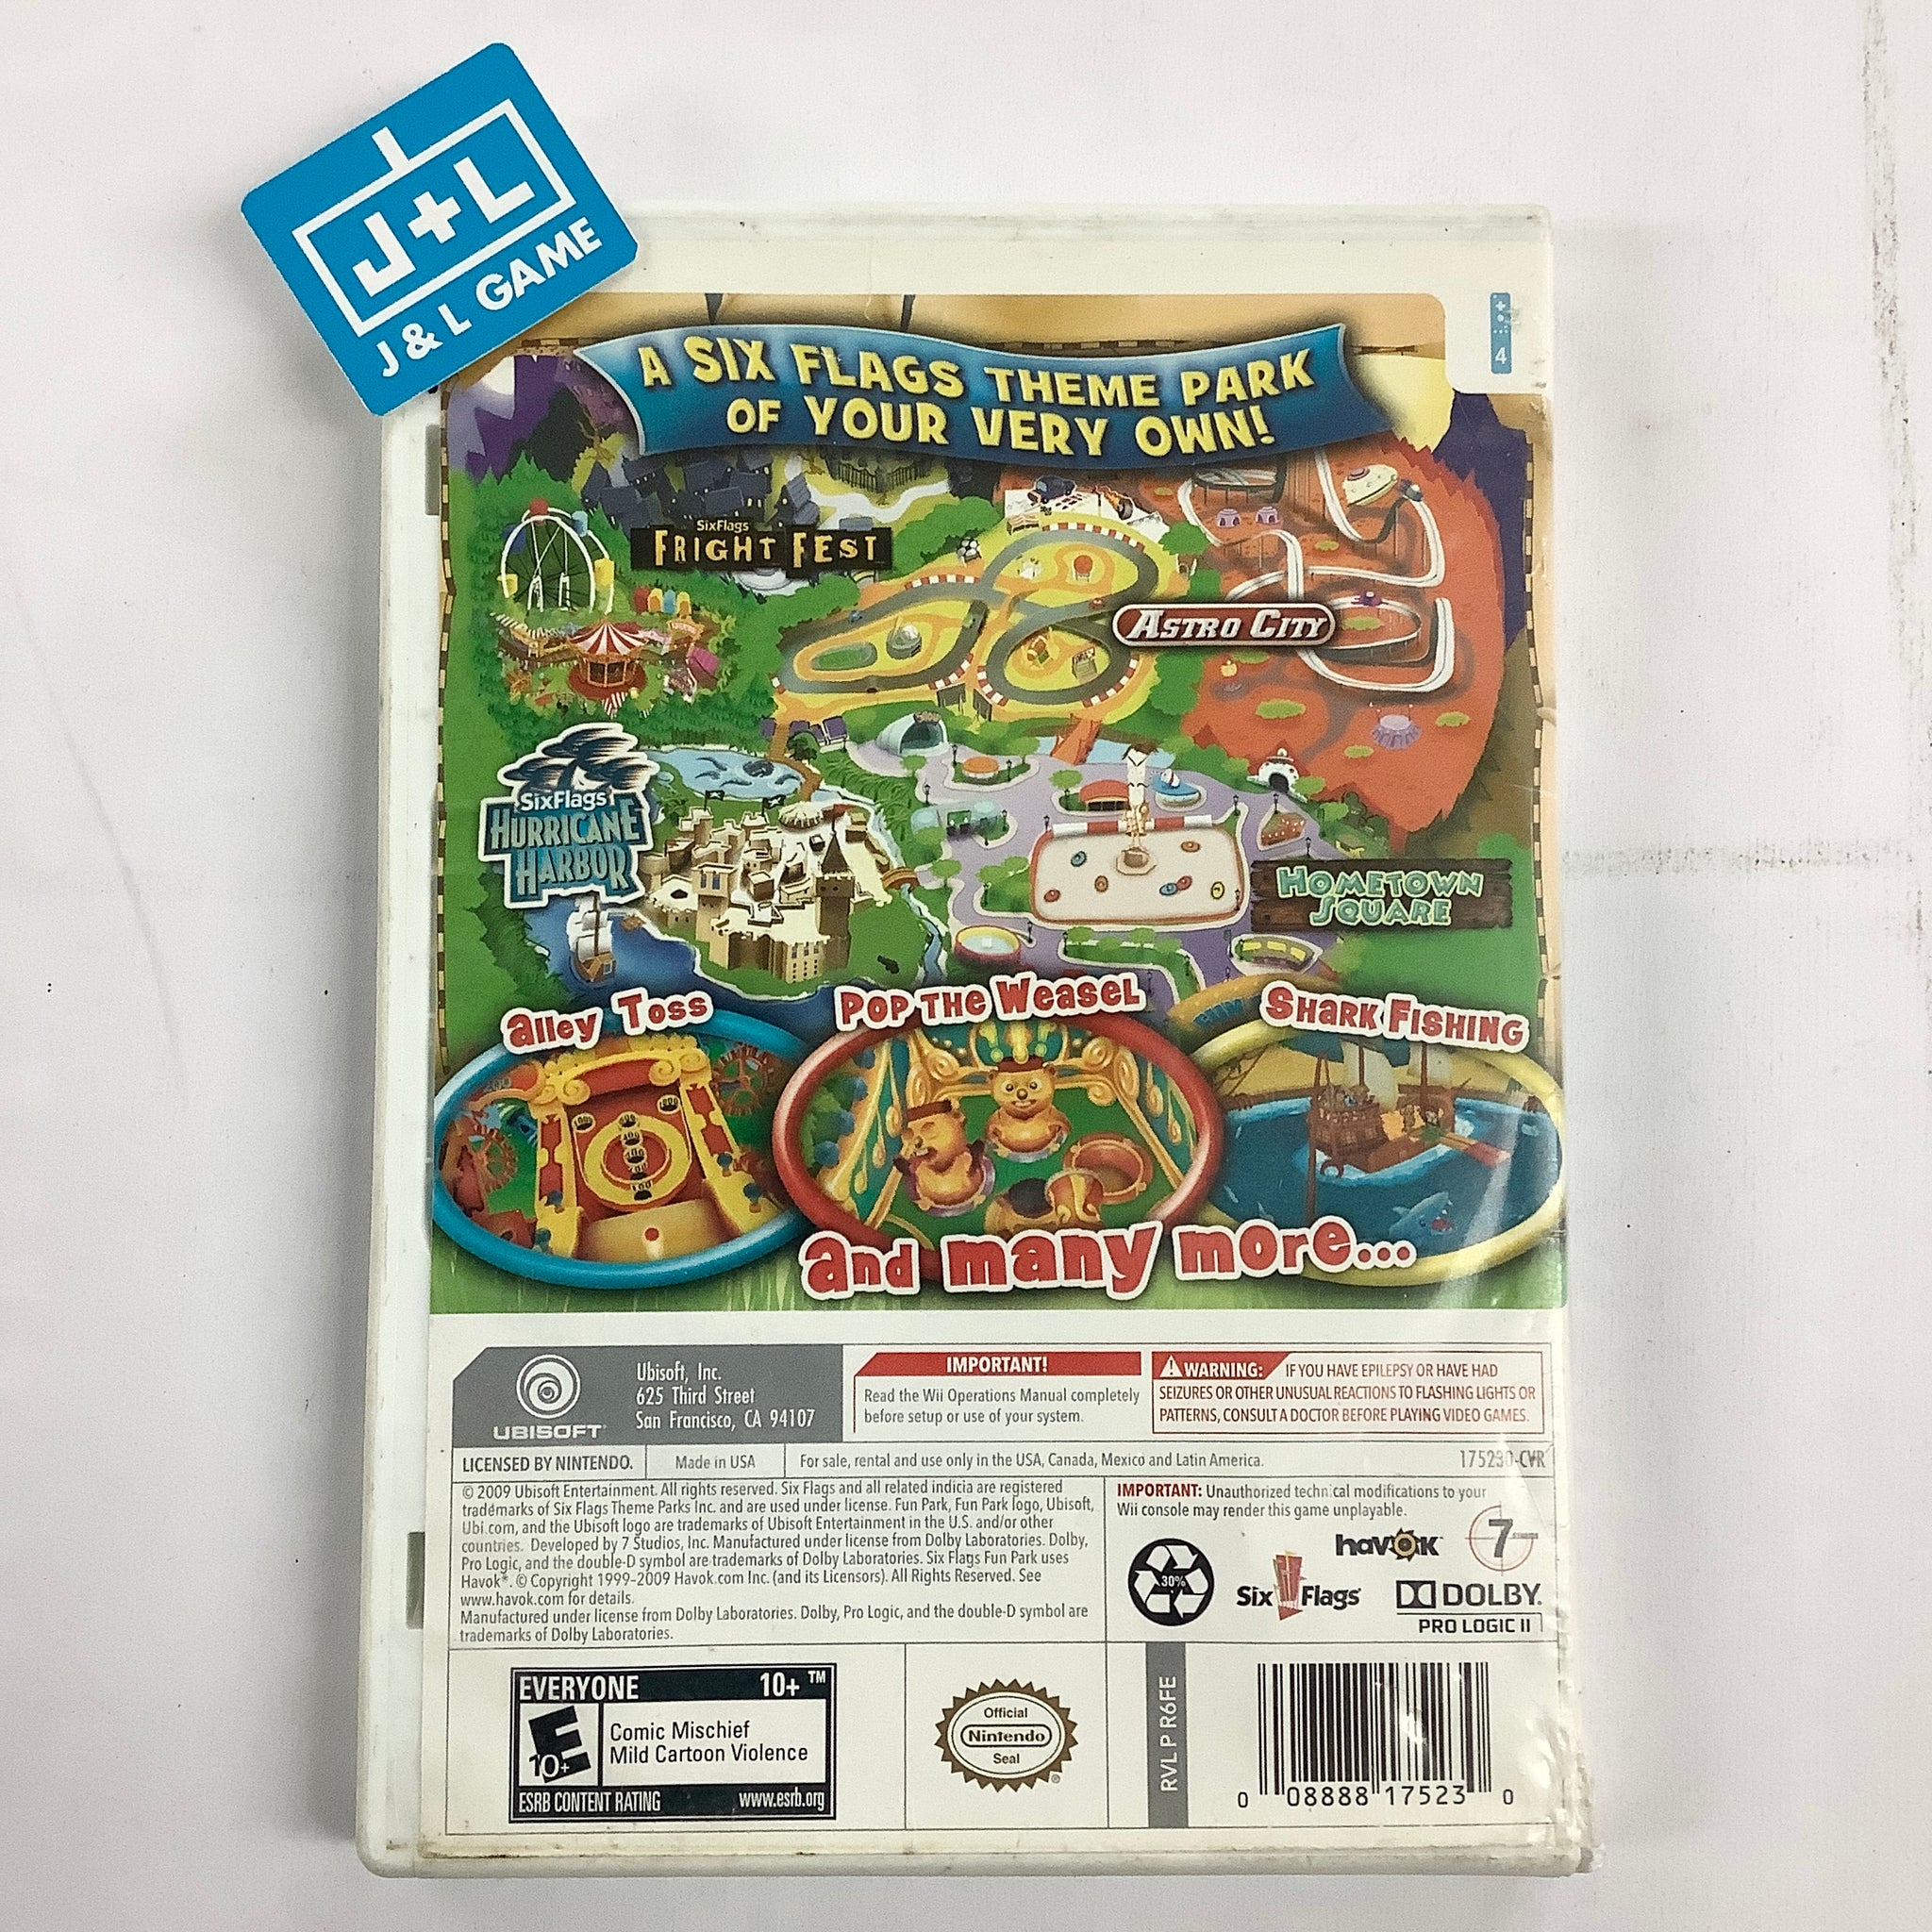 J+L
J & L GAME
4
A SIX FLAGS THEME PARK
OF YOUR VERY OWN!
SixFlags
FRIGHT FEST
ASTRO CITY
SixFlags
HURRICANE
HARBOR
HOMETOWN
SQUARE
Alley Toss
Pop the Weasel
Shark Fishing
and many more...
UBISOFT
Ubisoft, Inc.
625 Third Street
San Francisco, CA 94107
IMPORTANT!
Read the Wii Operations Manual completely
before setup or use of your system.
WARNING: IF YOU HAVE EPILEPSY OR HAVE HAD
SEIZURES OR OTHER UNUSUAL REACTIONS TO FLASHING LIGHTS OR
PATTERNS, CONSULT A DOCTOR BEFORE PLAYING VIDEO GAMES.
LICENSED BY NINTENDO.
Made in USA
For sale, rental and use only in the USA, Canada, Mexico and Latin America.
175230-CVR
© 2009 Ubisoft Entertainment. All rights reserved. Six Flags and all related indicia are registered
trademarks of Six Flags Theme Parks Inc. and are used under license. Fun Park, Fun Park logo, Ubisoft,
Ubi.com, and the Ubisoft logo are trademarks of Ubisoft Entertainment in the U.S. and/or other
countries. Developed by 7 Studios, Inc. Manufactured under license from Dolby Laboratories. Dolby,
Pro Logic, and the double-D symbol are trademarks of Dolby Laboratories. Six Flags Fun Park uses
Havok®. © Copyright 1999-2009 Havok.com Inc. (and its Licensors). All Rights Reserved. See
www.havok.com for details.
Manufactured under license from Dolby Laboratories. Dolby, Pro Logic, and the double-D symbol are
trademarks of Dolby Laboratories.
IMPORTANT: Unauthorized technical modifications to your
Wii console may render this game unplayable.
30%
havok
7
Six Flags
DOLBY
PRO LOGIC II
EVERYONE 10+ ™
E
10+
Comic Mischief
Mild Cartoon Violence
ESRB CONTENT RATING www.esrb.org
Official
Nintendo
Seal
®
RVL P R6FE
0 08888 17523 0